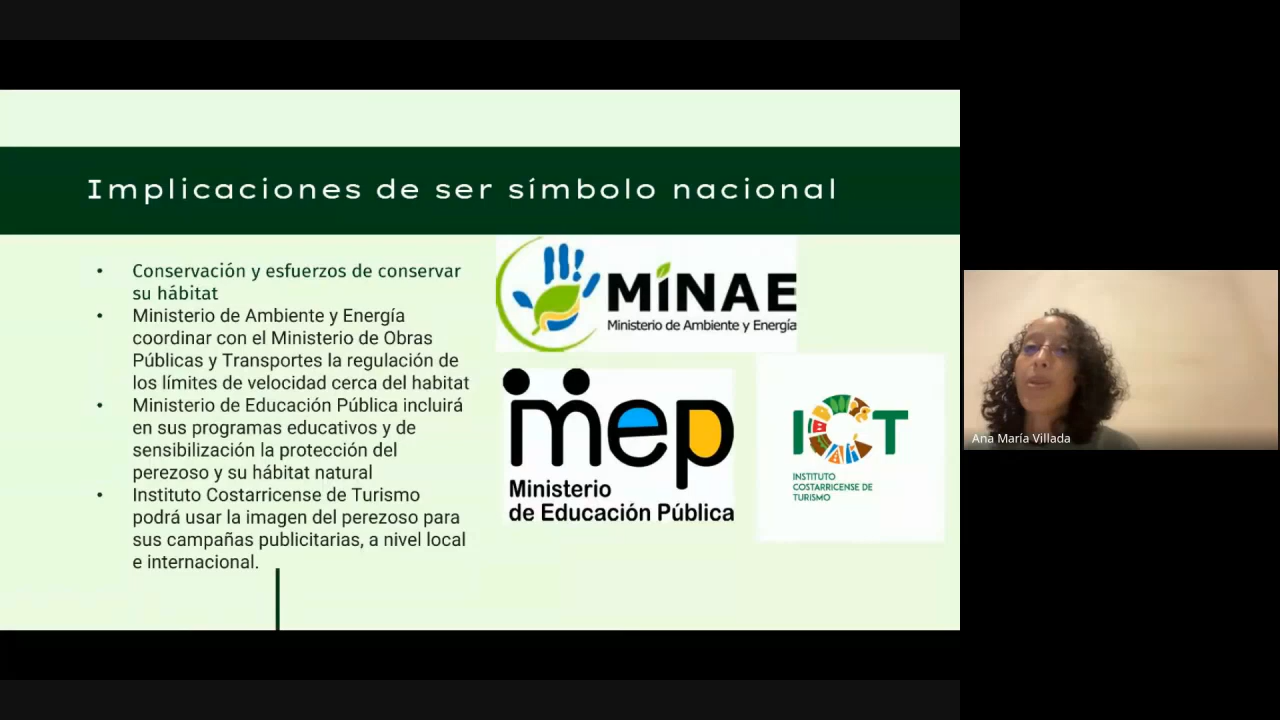 Implicaciones de ser símbolo nacional
• Conservación y esfuerzos de conservar
su hábitat
• Ministerio de Ambiente y Energía
coordinar con el Ministerio de Obras
Públicas y Transportes la regulación de
los límites de velocidad cerca del habitat
• Ministerio de Educación Pública incluirá
en sus programas educativos y de
sensibilización la protección del
perezoso y su hábitat natural
• Instituto Costarricense de Turismo
podrá usar la imagen del perezoso para
sus campañas publicitarias, a nivel local
e internacional.
MINAE
Ministerio de Ambiente y Energía
mep
Ministerio
de Educación Pública
ICT
INSTITUTO
COSTARRICENSE DE
TURISMO
Ana María Villada